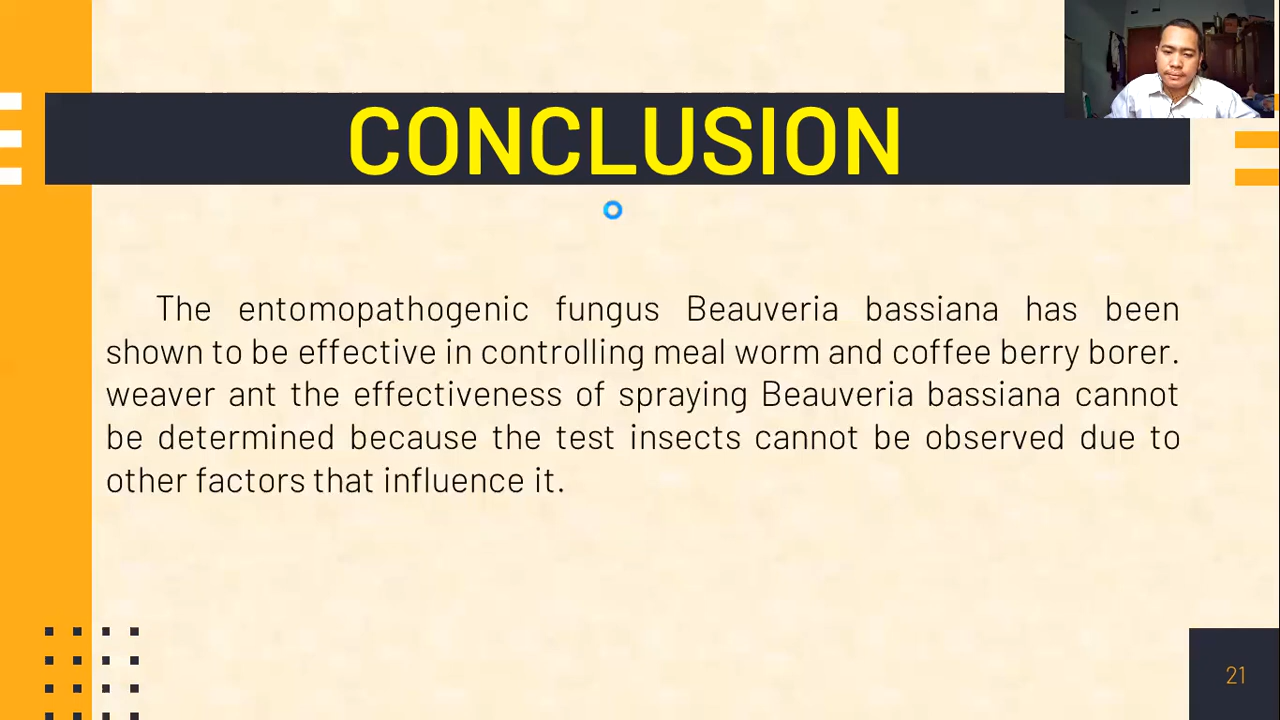 CONCLUSION
The entomopathogenic fungus Beauveria bassiana has been
shown to be effective in controlling meal worm and coffee berry borer.
weaver ant the effectiveness of spraying Beauveria bassiana cannot
be determined because the test insects cannot be observed due to
other factors that influence it.
21